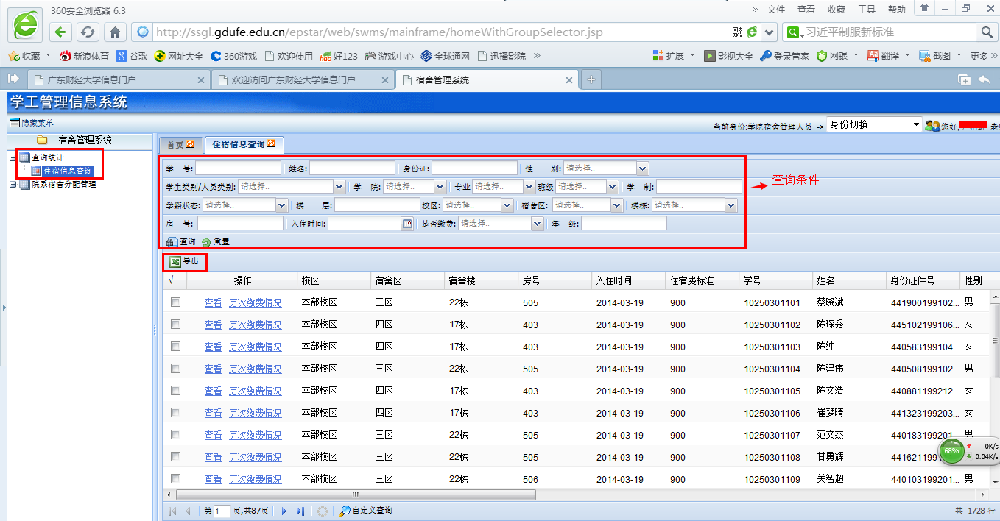 360安全浏览器 6.3
» 文件 查看 收藏 工具 帮助
http://ssgl.gdufe.edu.cn/epstar/web/swms/mainframe/homeWithGroupSelector.jsp
习近平制服新标准
收藏 新浪体育 谷歌 网址大全 360游戏 欢迎使用 好123 游戏中心 全球通网 迅播影院 » 扩展 影视大全 登录管家 网银 翻译 截图 更多 »
广东财经大学信息门户 欢迎访问广东财经大学信息门户 宿舍管理系统
学工管理信息系统
隐藏菜单 当前身份:学院宿舍管理人员 -> 身份切换 您好,
宿舍管理系统
首页 住宿信息查询
查询统计
住宿信息查询
院系宿舍分配管理
学 号: 姓名: 身份证: 性 别: 请选择..
学生类别/人员类别: 请选择.. 学 院: 请选择.. 专业 请选择.. 班级 请选择.. 学 制:
学籍状态: 请选择.. 楼 层: 校区: 请选择.. 宿舍区: 请选择.. 楼栋: 请选择..
房 号: 入住时间: 是否缴费: 请选择.. 年 级:
查询 重置
查询条件
导出
√ 操作 校区 宿舍区 宿舍楼 房号 入住时间 住宿费标准 学号 姓名 身份证件号 性别
查看 历次缴费情况 本部校区 三区 22栋 505 2014-03-19 900 10250301101 蔡晓斌 441900199102... 男
查看 历次缴费情况 本部校区 四区 17栋 403 2014-03-19 900 10250301102 陈琛秀 445102199106... 女
查看 历次缴费情况 本部校区 四区 17栋 403 2014-03-19 900 10250301103 陈纯 440583199104... 女
查看 历次缴费情况 本部校区 三区 22栋 505 2014-03-19 900 10250301104 陈建伟 440508199102... 男
查看 历次缴费情况 本部校区 四区 17栋 403 2014-03-19 900 10250301105 陈文浩 440881199212... 女
查看 历次缴费情况 本部校区 四区 17栋 403 2014-03-19 900 10250301106 崔梦晴 441323199203... 女
查看 历次缴费情况 本部校区 三区 22栋 505 2014-03-19 900 10250301107 范文杰 440183199201... 男
查看 历次缴费情况 本部校区 三区 22栋 505 2014-03-19 900 10250301108 甘勇辉 441621199
查看 历次缴费情况 本部校区 三区 22栋 506 2014-03-19 900 10250301109 关智超 440103199201... 男
68% 0K/s
0.04K/s
第 1 页,共87页 自定义查询 共 1728 行